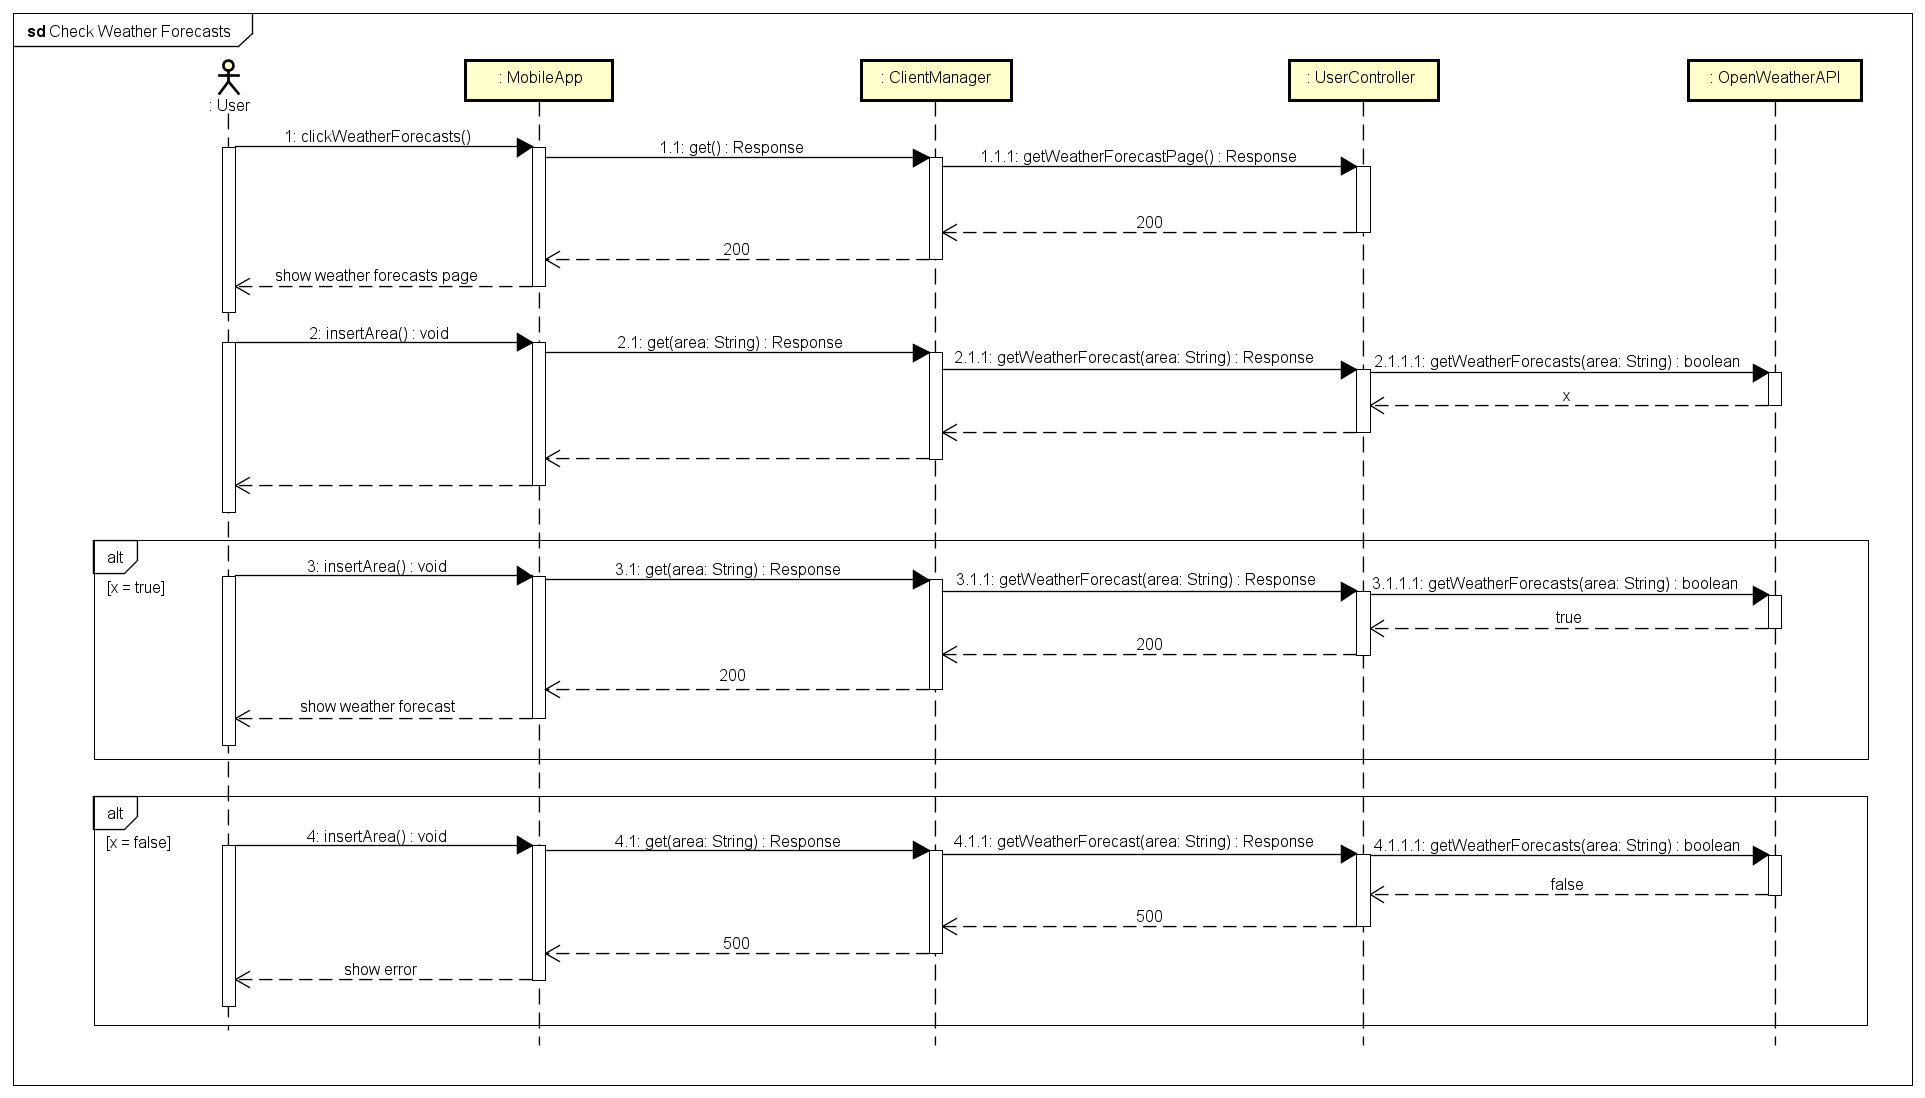 sd Check Weather Forecasts
: User
: MobileApp
: ClientManager
: UserController
: OpenWeatherAPI
1: clickWeatherForecasts()
1.1: get() : Response
1.1.1: getWeatherForecastPage() : Response
200
200
show weather forecasts page
2: insertArea() : void
2.1: get(area: String) : Response
2.1.1: getWeatherForecast(area: String) : Response
2.1.1.1: getWeatherForecasts(area: String) : boolean
x
alt
[x = true]
3: insertArea() : void
3.1: get(area: String) : Response
3.1.1: getWeatherForecast(area: String) : Response
3.1.1.1: getWeatherForecasts(area: String) : boolean
true
200
200
show weather forecast
alt
[x = false]
4: insertArea() : void
4.1: get(area: String) : Response
4.1.1: getWeatherForecast(area: String) : Response
4.1.1.1: getWeatherForecasts(area: String) : boolean
false
500
500
show error